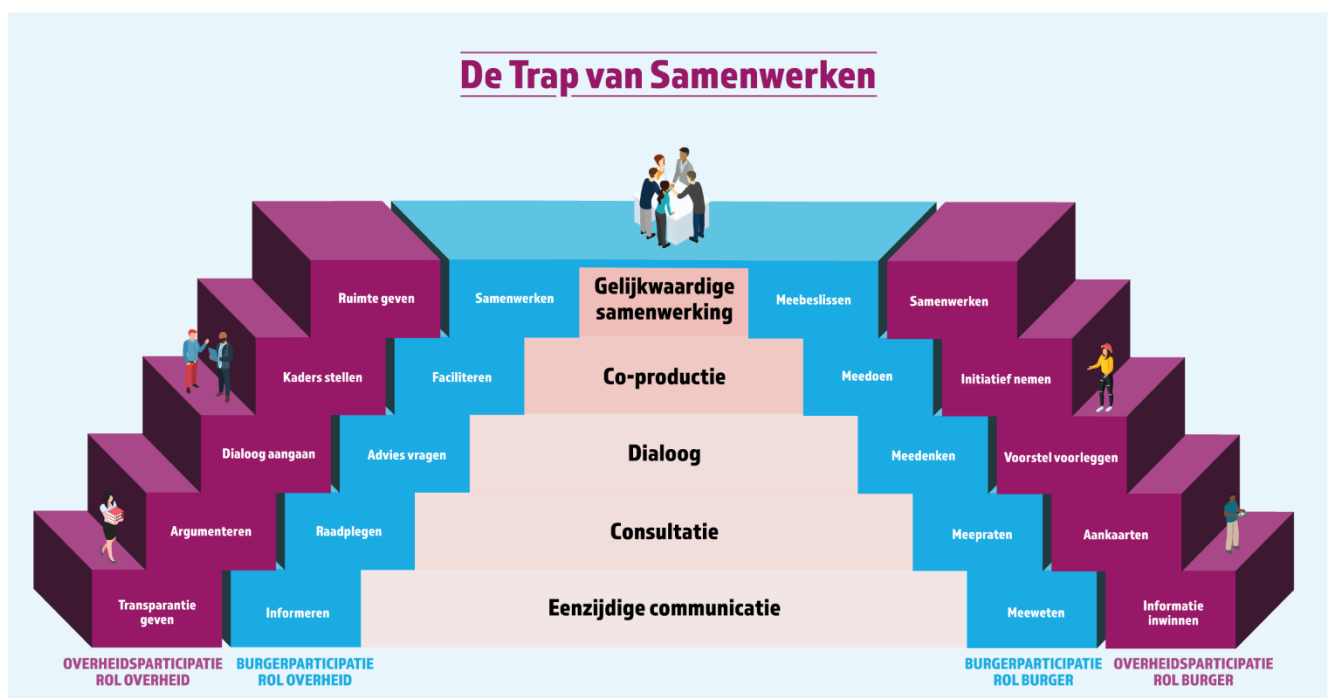 De Trap van Samenwerken
Ruimte geven
Samenwerken
Gelijkwaardige
samenwerking
Meebeslissen
Samenwerken
Kaders stellen
Faciliteren
Co-productie
Meedoen
Initiatief nemen
Dialoog aangaan
Advies vragen
Dialoog
Meedenken
Voorstel voorleggen
Argumenteren
Raadplegen
Consultatie
Meepraten
Aankaarten
Transparantie
geven
Informeren
Eenzijdige communicatie
Meeweten
Informatie
inwinnen
OVERHEIDSPARTICIPATIE
ROL OVERHEID
BURGERPARTICIPATIE
ROL OVERHEID
BURGERPARTICIPATIE
ROL BURGER
OVERHEIDSPARTICIPATIE
ROL BURGER